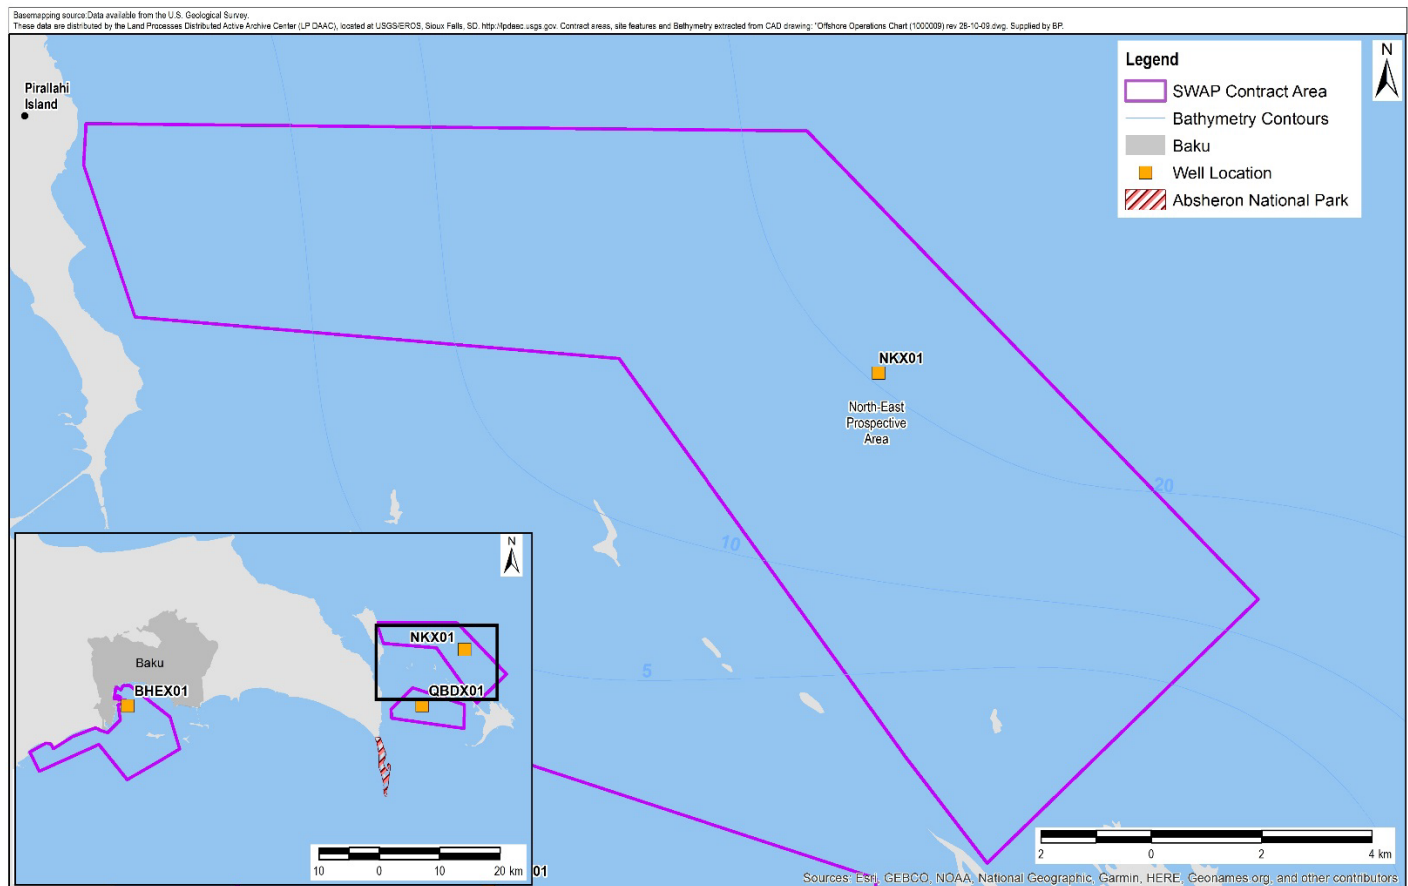 Basemapping source:Data available from the U.S. Geological Survey.
These data are distributed by the Land Processes Distributed Active Archive Center (LP DAAC), located at USGS/EROS, Sioux Falls, SD. http://lpdaac.usgs.gov. Contract areas, site features and Bathymetry extracted from CAD drawing: "Offshore Operations Chart (1000009) rev 28-10-09.dwg. Supplied by BP.
Pirallahi
Island
Legend
SWAP Contract Area
Bathymetry Contours
Baku
Well Location
Absheron National Park
N
NKX01
North-East
Prospective
Area
20
10
5
N
NKX01
Baku
BHEX01
QBDX01
10 0 10 20 km
01
2 0 2 4 km
Sources: Esri, GEBCO, NOAA, National Geographic, Garmin, HERE, Geonames.org, and other contributors